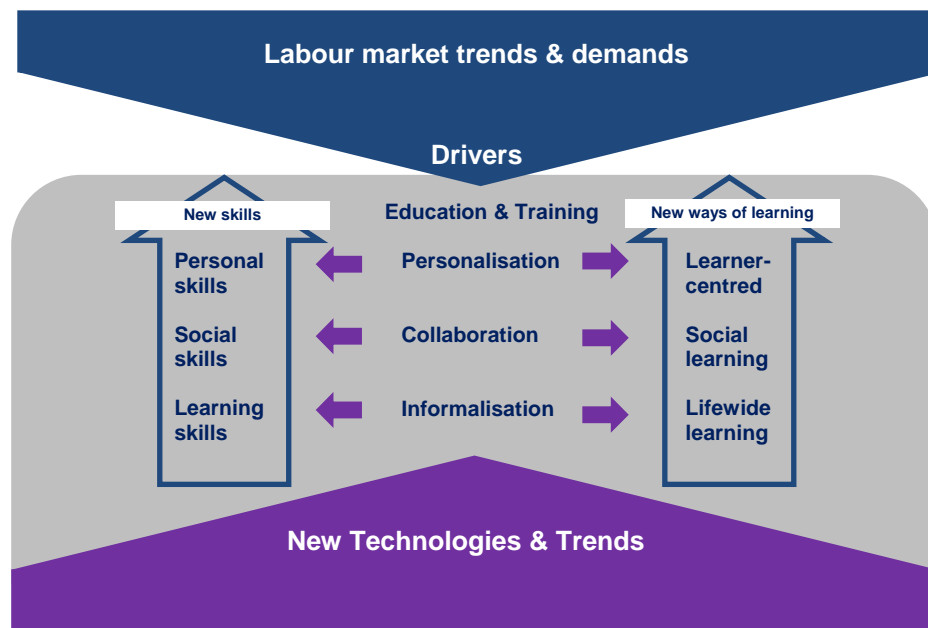 Labour market trends & demands
Drivers
New skills
Education & Training
New ways of learning
Personal
skills
Personalisation
Learner-
centred
Social
skills
Collaboration
Social
learning
Learning
skills
Informalisation
Lifewide
learning
New Technologies & Trends